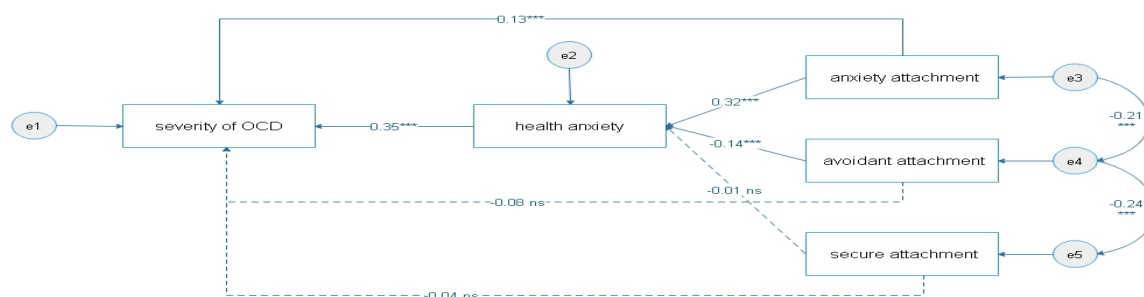 0.13***
e2
anxiety attachment
e3
0.32***
-0.21
***
e1
severity of OCD
0.35***
health anxiety
-0.14***
avoidant attachment
e4
-0.01 ns
-0.08 ns
-0.24
***
secure attachment
e5
-0.04 ns